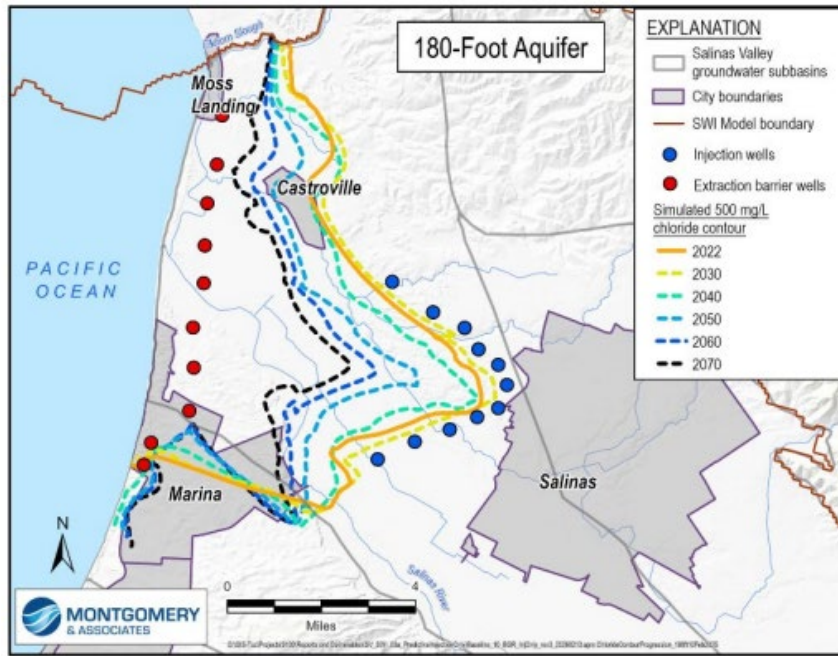 180-Foot Aquifer
Moss
Landing
Castroville
PACIFIC
OCEAN
Marina
Salinas
Salinas
River
N
0
4
Miles
MONTGOMERY
& ASSOCIATES
EXPLANATION
Salinas Valley
groundwater subbasins
City boundaries
SWI Model boundary
Injection wells
Extraction barrier wells
Simulated 500 mg/L
chloride contour
2022
2030
2040
2050
2060
2070